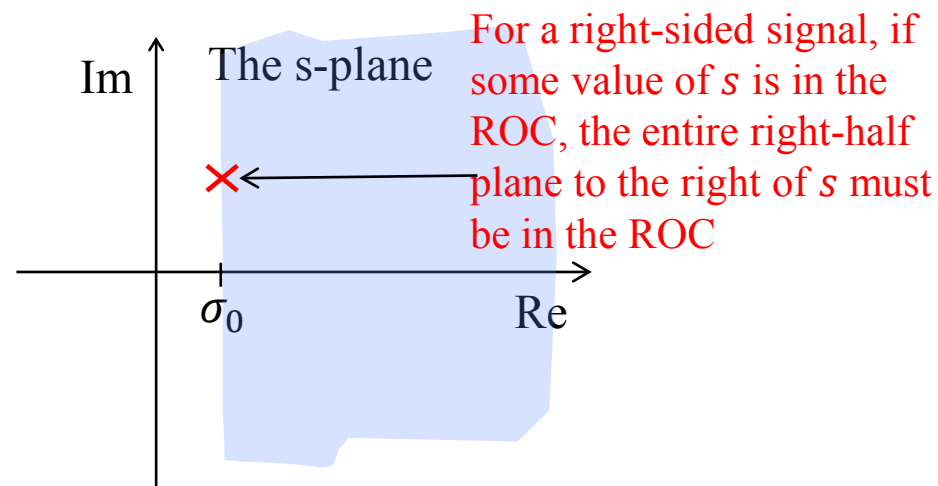 For a right-sided signal, if
some value of 𝑠 is in the
ROC, the entire right-half
plane to the right of 𝑠 must
be in the ROC
The s-plane
Im
σ₀
Re